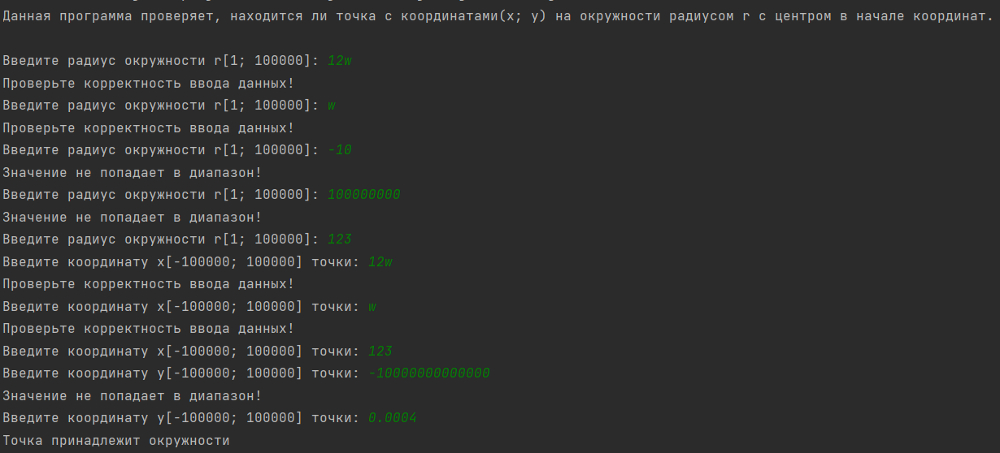 Данная программа проверяет, находится ли точка с координатами(x; y) на окружности радиусом r с центром в начале координат.
Введите радиус окружности r[1; 100000]: 12w
Проверьте корректность ввода данных!
Введите радиус окружности r[1; 100000]: w
Проверьте корректность ввода данных!
Введите радиус окружности r[1; 100000]: -10
Значение не попадает в диапазон!
Введите радиус окружности r[1; 100000]: 100000000
Значение не попадает в диапазон!
Введите радиус окружности r[1; 100000]: 123
Введите координату x[-100000; 100000] точки: 12w
Проверьте корректность ввода данных!
Введите координату x[-100000; 100000] точки: w
Проверьте корректность ввода данных!
Введите координату x[-100000; 100000] точки: 123
Введите координату y[-100000; 100000] точки: -10000000000000
Значение не попадает в диапазон!
Введите координату y[-100000; 100000] точки: 0.0004
Точка принадлежит окружности